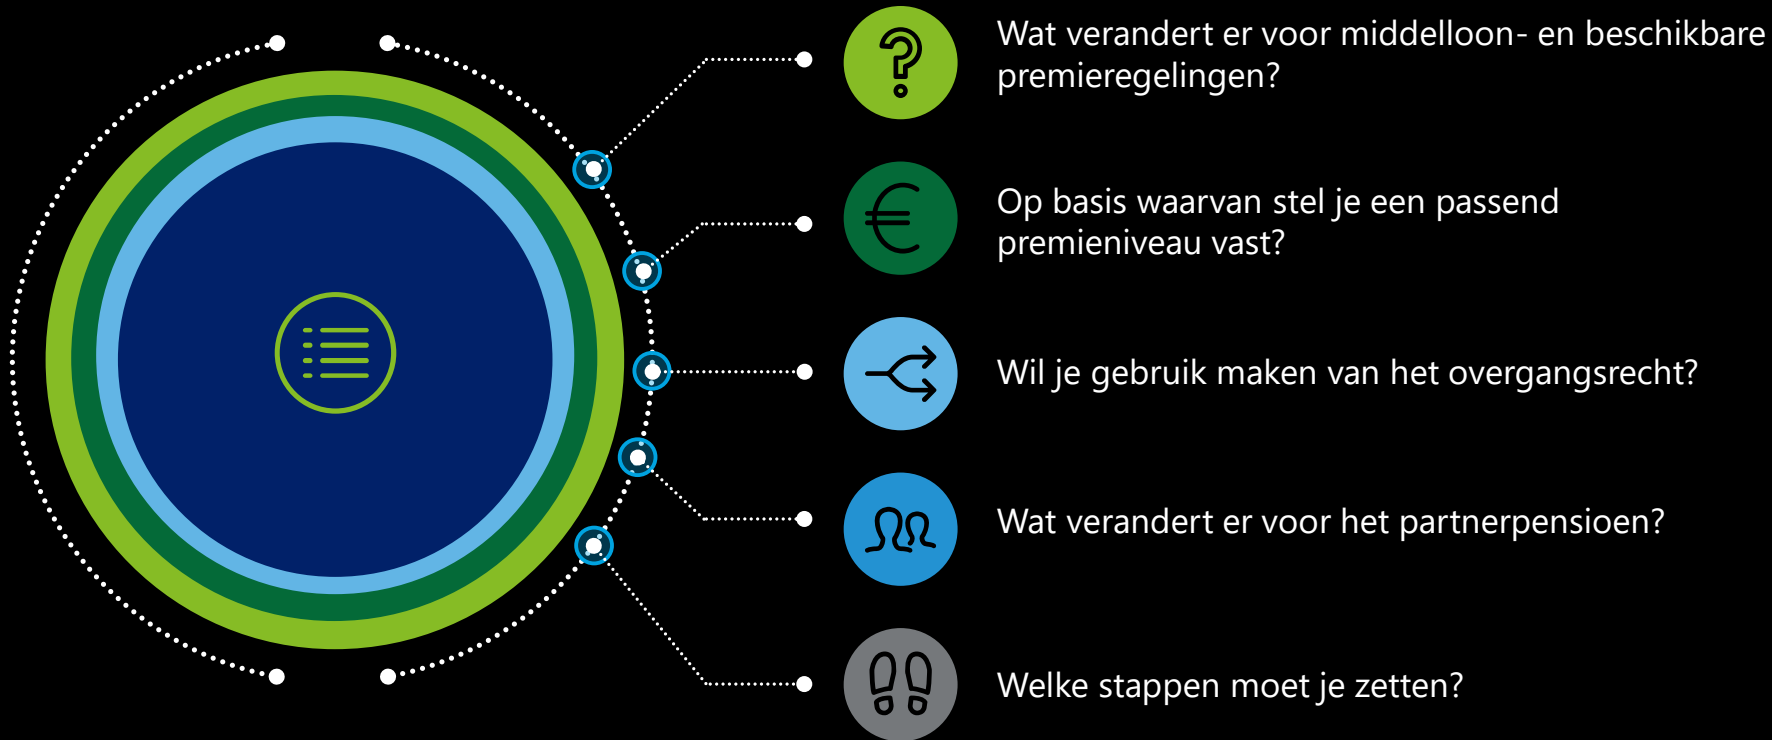 Wat verandert er voor middelloon- en beschikbare
premieregelingen?
Op basis waarvan stel je een passend
premieniveau vast?
Wil je gebruik maken van het overgangsrecht?
Wat verandert er voor het partnerpensioen?
Welke stappen moet je zetten?